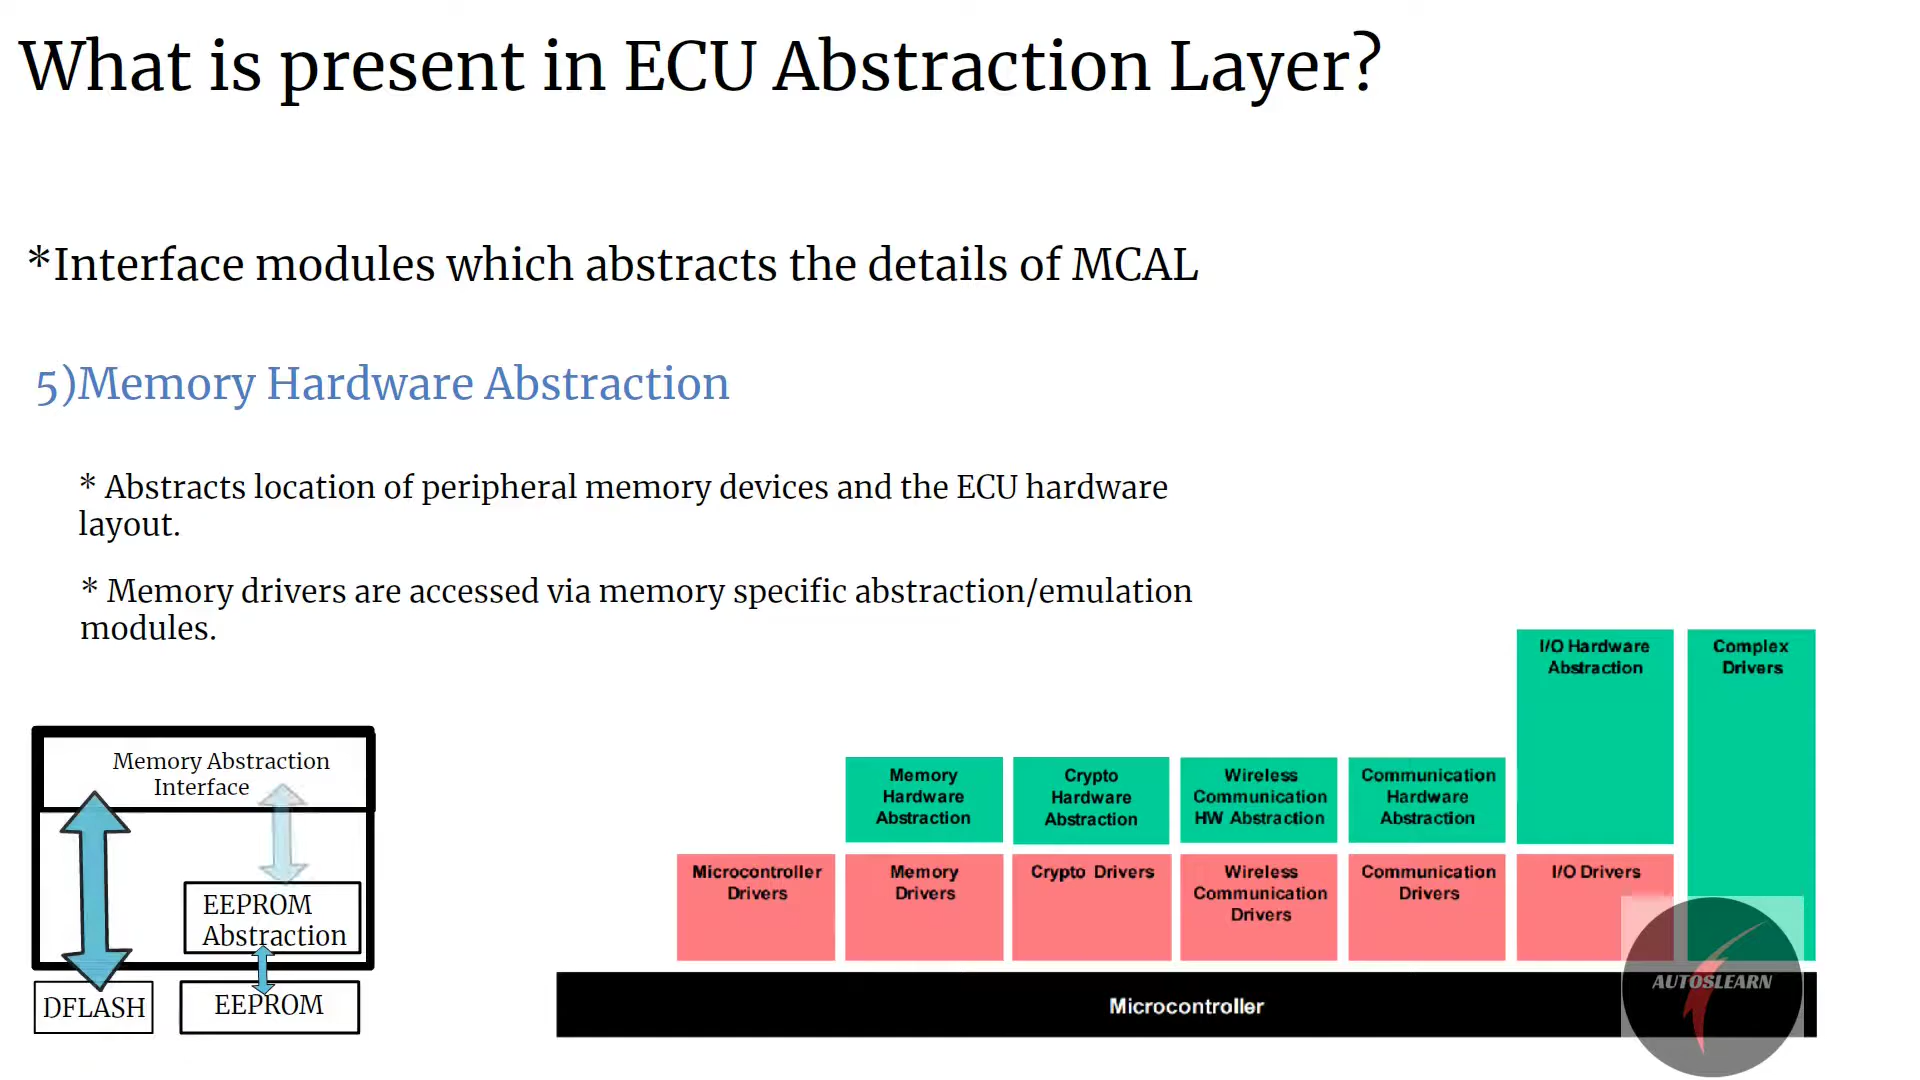 What is present in ECU Abstraction Layer?
*Interface modules which abstracts the details of MCAL
5)Memory Hardware Abstraction
* Abstracts location of peripheral memory devices and the ECU hardware
layout.
* Memory drivers are accessed via memory specific abstraction/emulation
modules.
Memory Abstraction
Interface
EEPROM
Abstraction
DFLASH
EEPROM
I/O Hardware
Abstraction
Complex
Drivers
Memory
Hardware
Abstraction
Crypto
Hardware
Abstraction
Wireless
Communication
HW Abstraction
Communication
Hardware
Abstraction
Microcontroller
Drivers
Memory
Drivers
Crypto Drivers
Wireless
Communication
Drivers
Communication
Drivers
I/O Drivers
Microcontroller
AUTOSLEARN